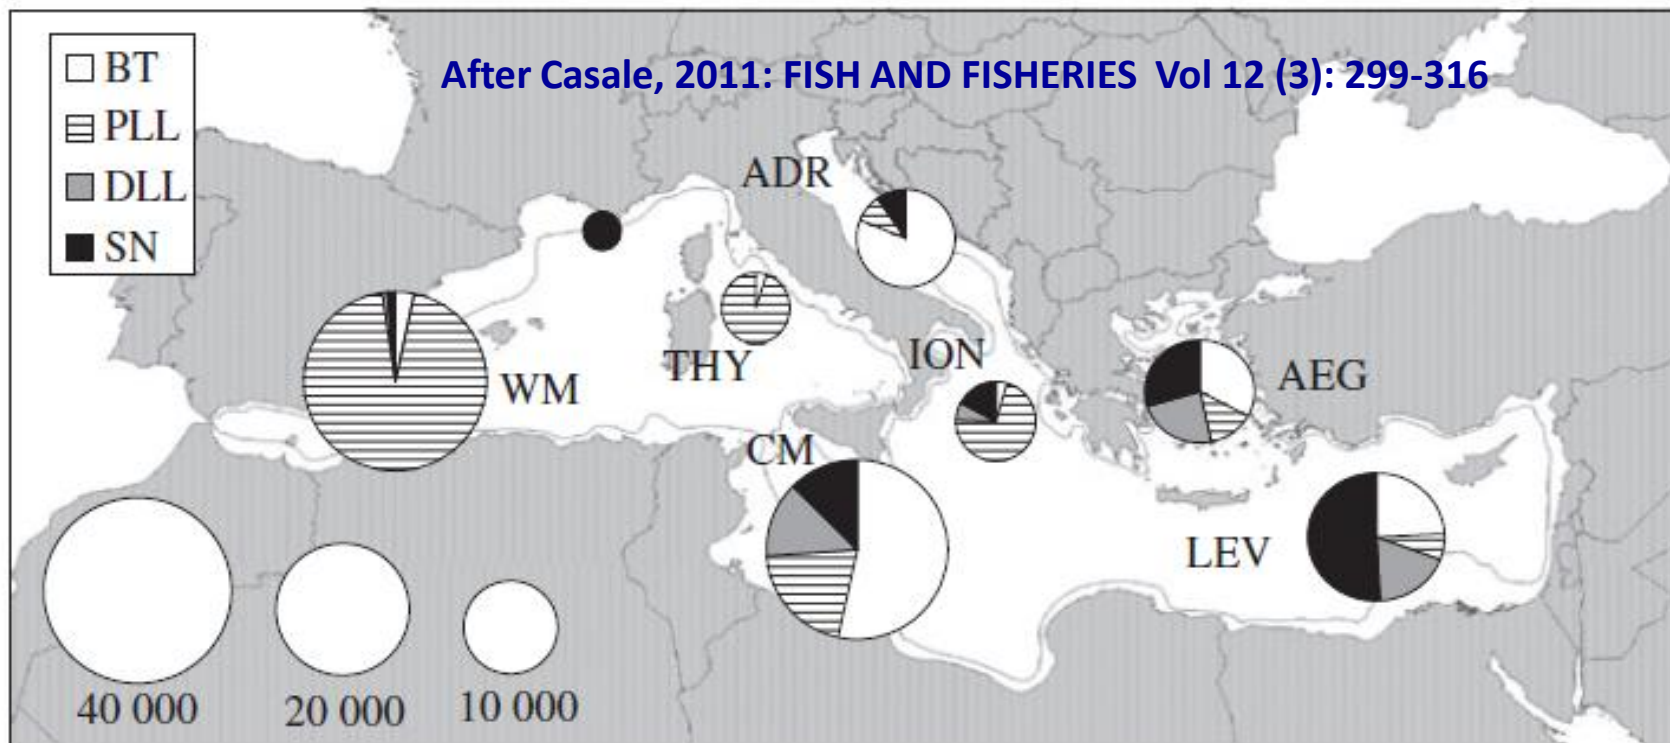 After Casale, 2011: FISH AND FISHERIES Vol 12 (3): 299-316
BT
PLL
DLL
SN
ADR
THY
ION
WM
AEG
CM
LEV
40 000
20 000
10 000